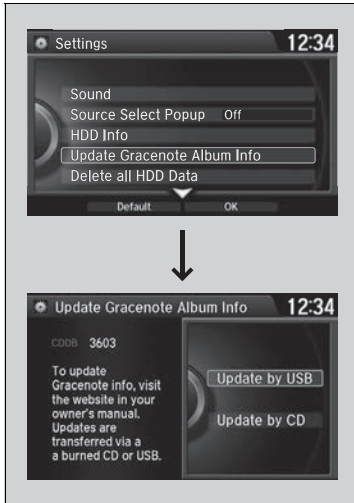 Settings 12:34
Sound
Source Select Popup Off
HDD Info
Update Gracenote Album Info
Delete all HDD Data
Default OK
Update Gracenote Album Info 12:34
CDDB 3603
To update
Gracenote info, visit
the website in your
owner's manual.
Updates are
transferred via a
a burned CD or USB.
Update by USB
Update by CD